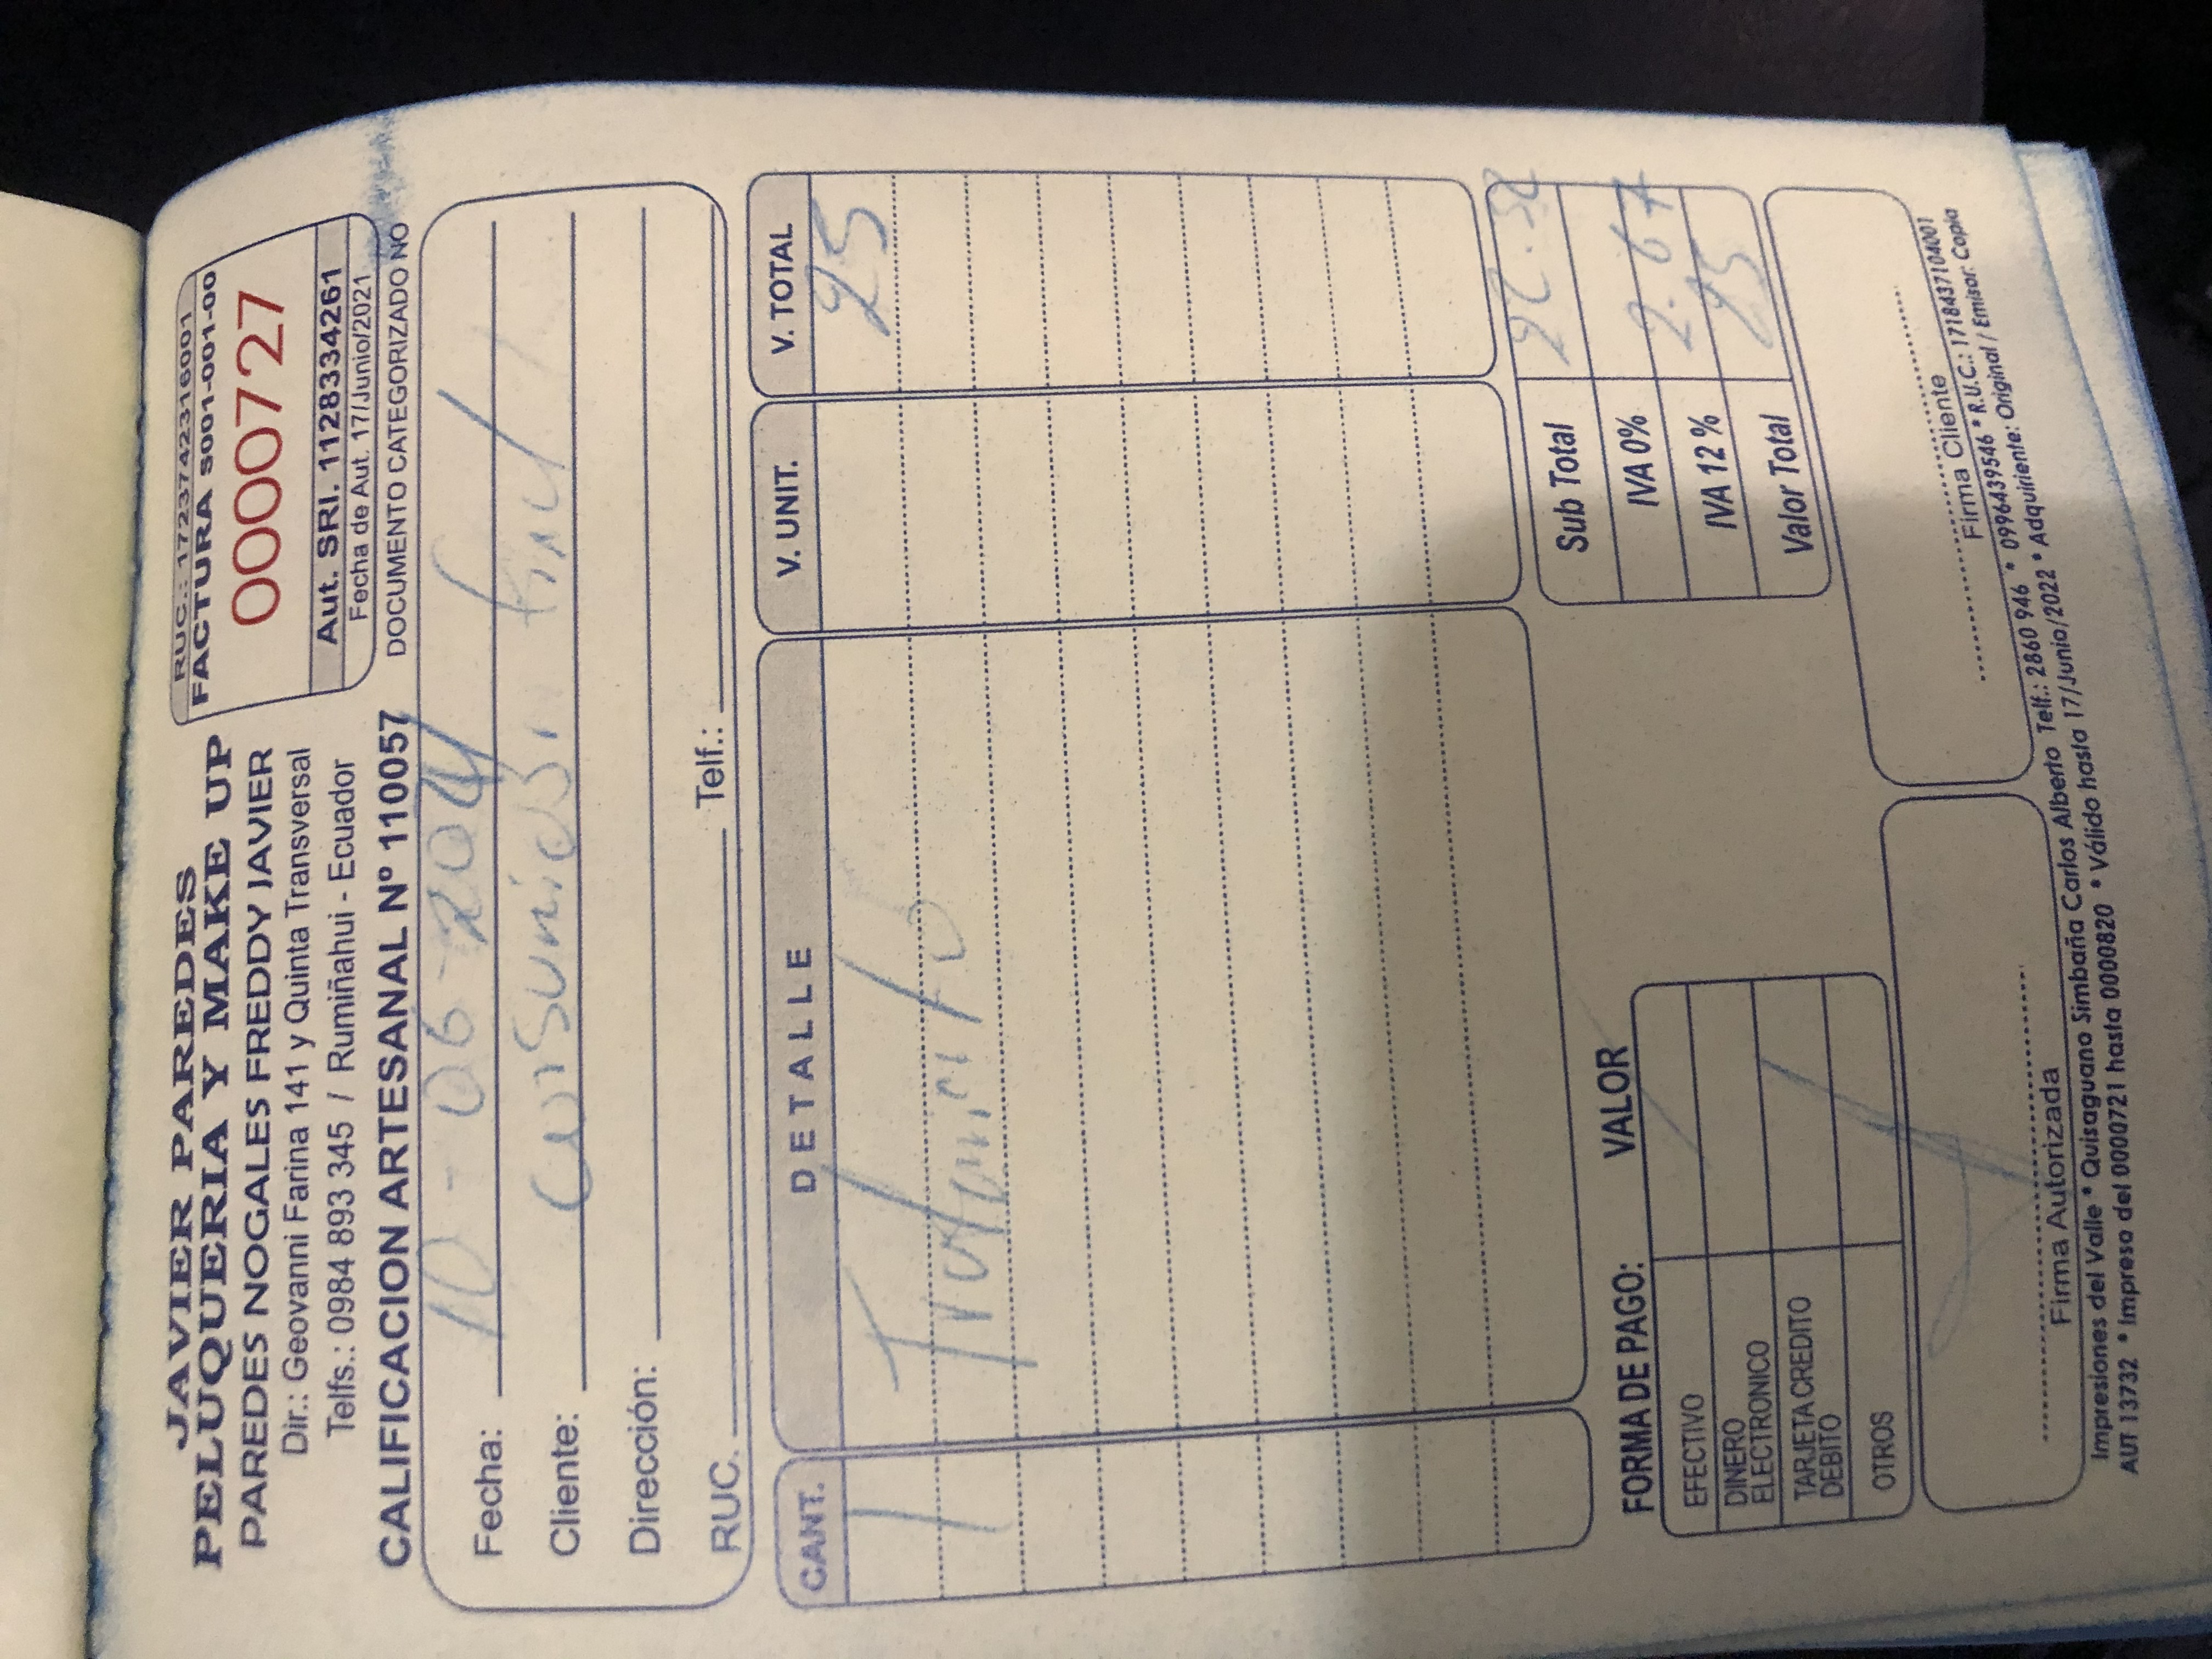 JAVIER PAREDES
PELUQUERIA Y MAKE UP
PAREDES NOGALES FREDDY JAVIER
Dir.: Geovanni Farina 141 y Quinta Transversal
Telfs.: 0984 893 345 / Rumiñahui - Ecuador
CALIFICACION ARTESANAL Nº 110057
RUC.: 1723742316001
FACTURA S001-001-00
0000727
Aut. SRI. 1128334261
Fecha de Aut. 17/Junio/2021
DOCUMENTO CATEGORIZADO NO
Fecha: 10-06-2021
Cliente: Consumidor final
Dirección:
RUC. Telf.:
CANT. DETALLE V. UNIT. V. TOTAL
1 Tratamiento 25
Sub Total 22.32
IVA 0%
IVA 12% 2.67
Valor Total 25
FORMA DE PAGO: VALOR
EFECTIVO
DINERO ELECTRONICO
TARJETA CREDITO DEBITO
OTROS
Firma Autorizada
Firma Cliente
Impresiones del Valle * Quisaguano Simbaña Carlos Alberto Telf.: 2860 946 * 0996439546 * R.U.C.: 1718437104001
AUT 13732 * Impreso del 0000721 hasta 0000820 * Válido hasta 17/Junio/2022 * Adquiriente: Original / Emisor: Copia